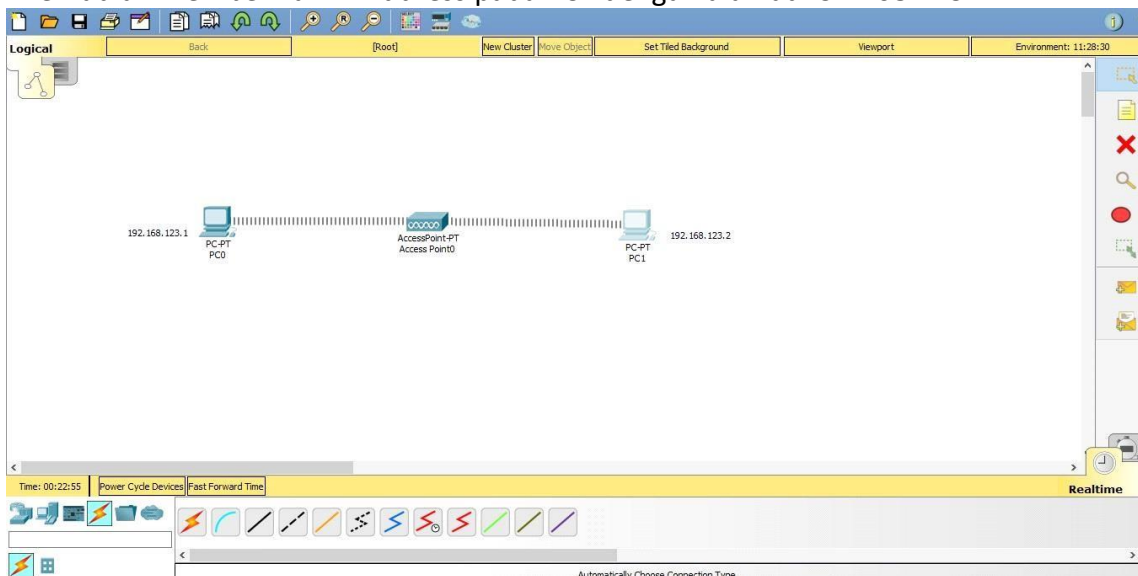 Logical
Back
[Root]
New Cluster
Move Object
Set Tiled Background
Viewport
Environment: 11:28:30
192.168.123.1
PC-PT
PC0
AccessPoint-PT
Access Point0
PC-PT
PC1
192.168.123.2
Time: 00:22:55
Power Cycle Devices
Fast Forward Time
Realtime
Automatically Choose Connection Type